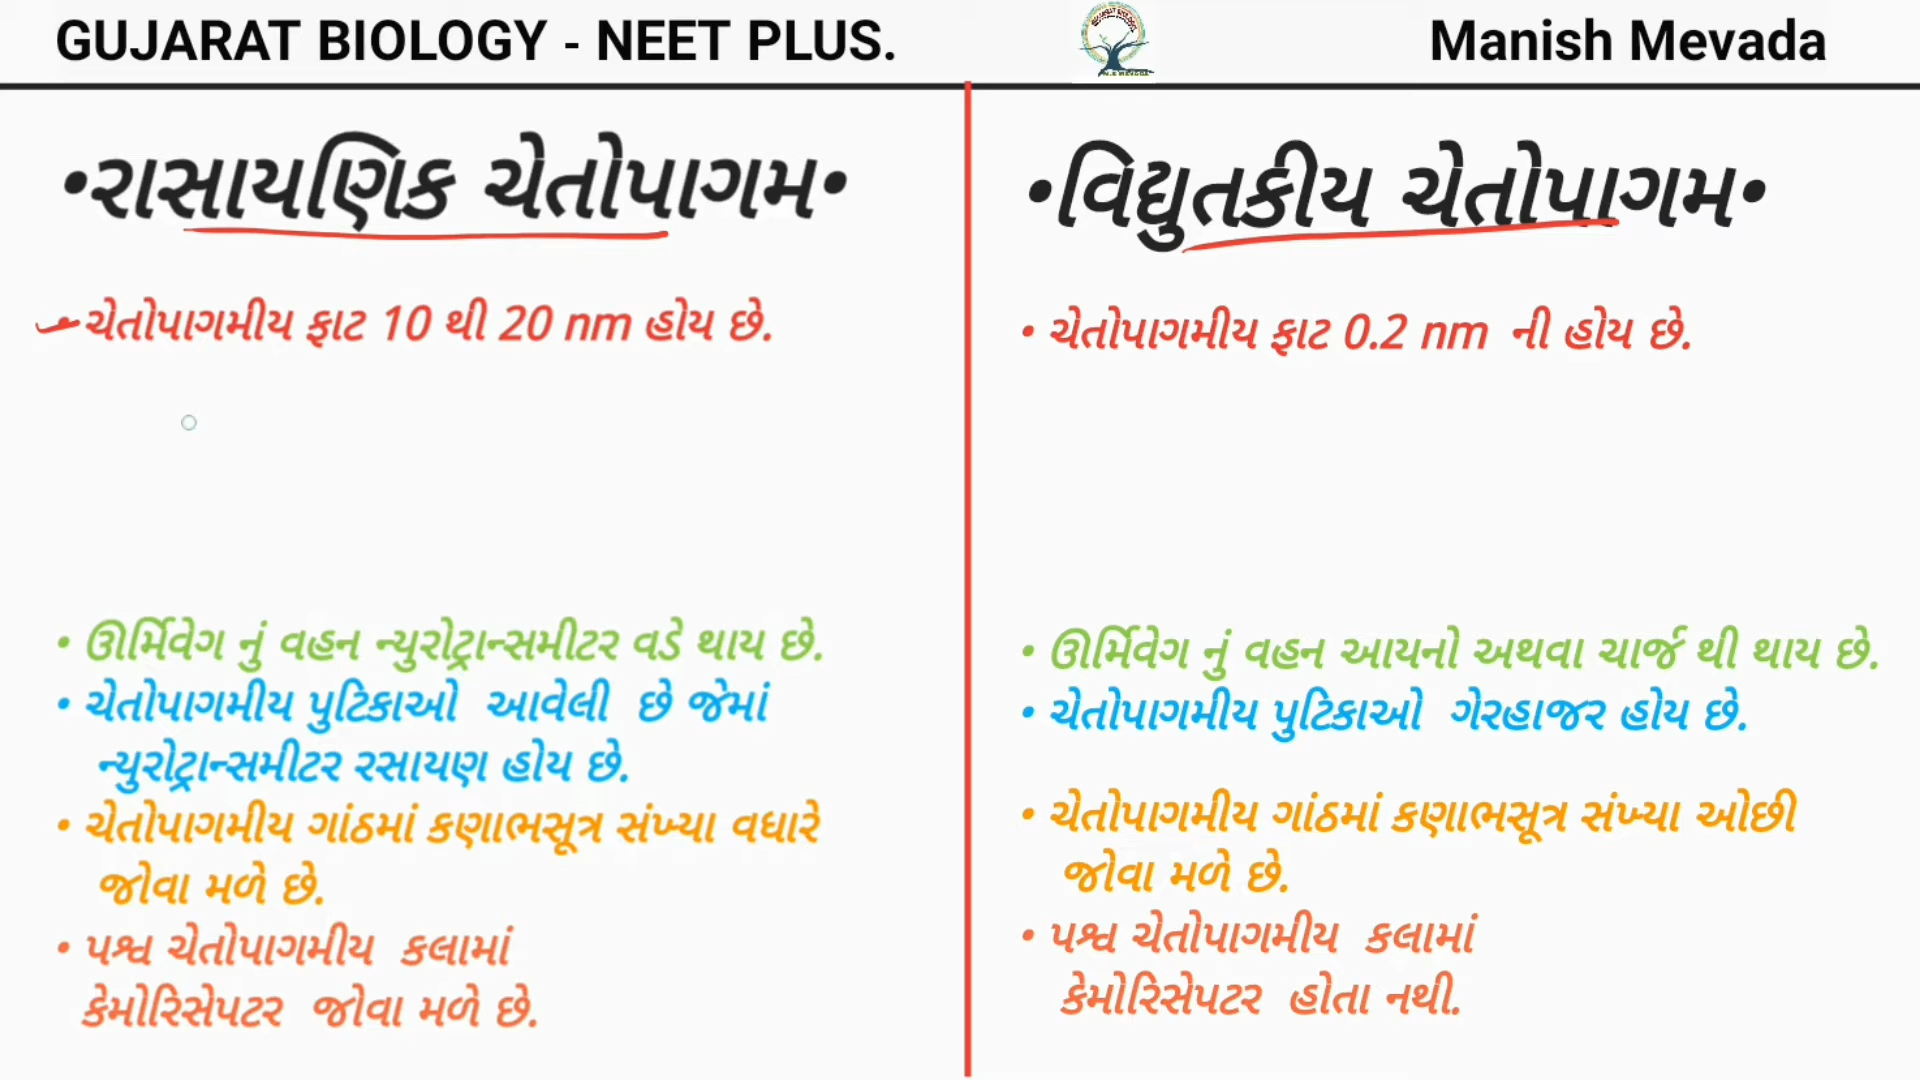 GUJARAT BIOLOGY - NEET PLUS.
Manish Mevada
•રાસાયણિક ચેતોપાગમ•
• ચેતોપાગમીય ફાટ 10 થી 20 nm હોય છે.
• ઊર્મિવેગ નું વહન ન્યુરોટ્રાન્સમીટર વડે થાય છે.
• ચેતોપાગમીય પુટિકાઓ આવેલી છે જેમાં
ન્યુરોટ્રાન્સમીટર રસાયણ હોય છે.
• ચેતોપાગમીય ગાંઠમાં કણાભસૂત્ર સંખ્યા વધારે
જોવા મળે છે.
• પશ્વ ચેતોપાગમીય કલામાં
કેમોરિસેપટર જોવા મળે છે.
•વિદ્યુતકીય ચેતોપાગમ•
• ચેતોપાગમીય ફાટ 0.2 nm ની હોય છે.
• ઊર્મિવેગ નું વહન આયનો અથવા ચાર્જ થી થાય છે.
• ચેતોપાગમીય પુટિકાઓ ગેરહાજર હોય છે.
• ચેતોપાગમીય ગાંઠમાં કણાભસૂત્ર સંખ્યા ઓછી
જોવા મળે છે.
• પશ્વ ચેતોપાગમીય કલામાં
કેમોરિસેપટર હોતા નથી.